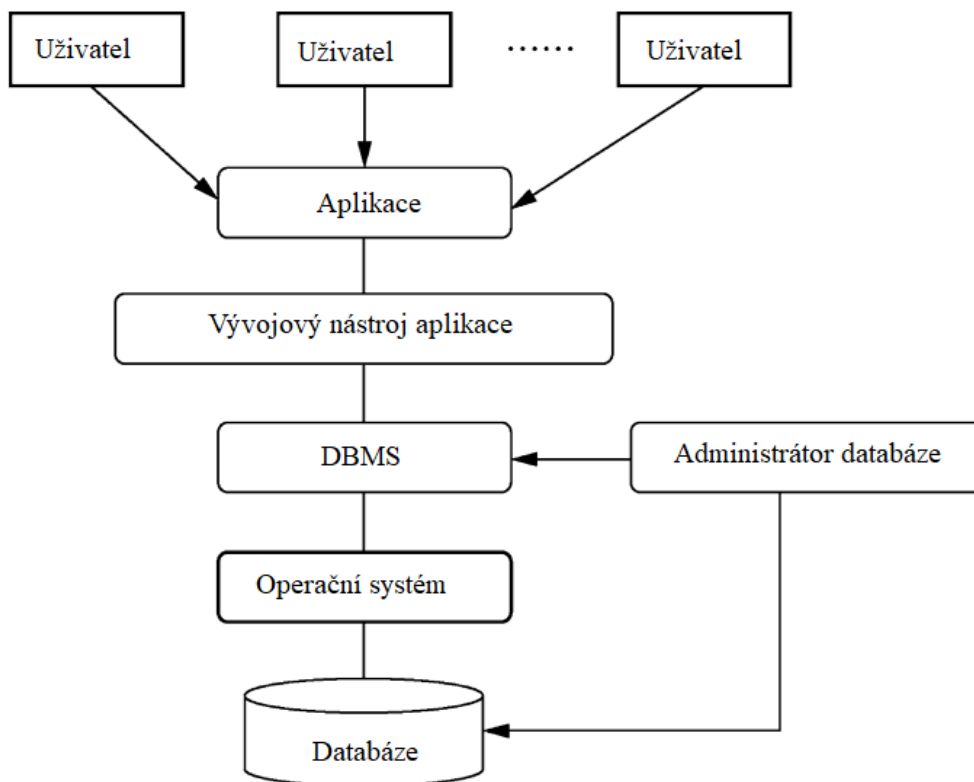 Uživatel
Uživatel
......
Uživatel
Aplikace
Vývojový nástroj aplikace
DBMS
Administrátor databáze
Operační systém
Databáze